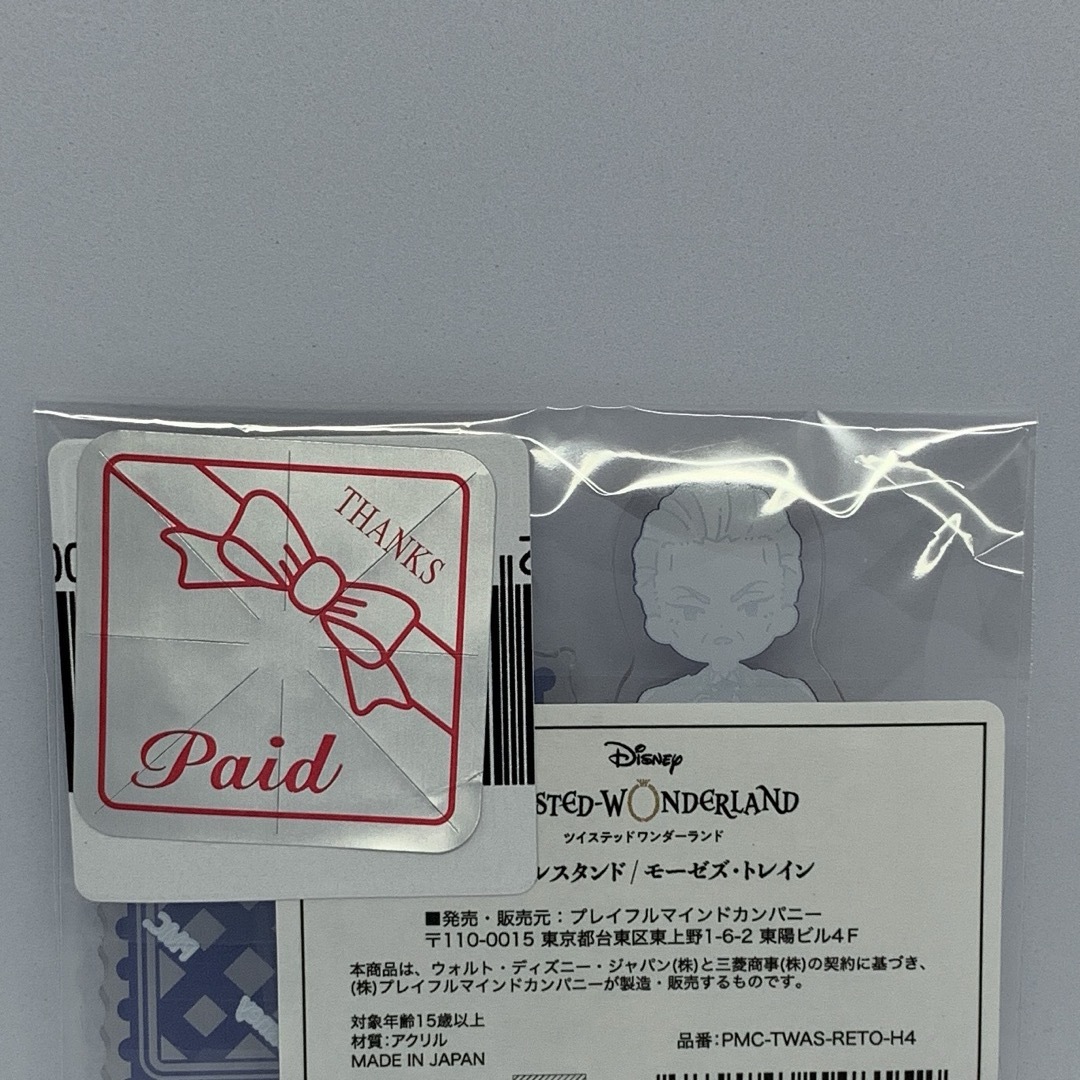 THANKS
Paid
Disney
STED-WONDERLAND
ツイステッドワンダーランド
ルスタンド / モーゼズ・トレイン
■発売・販売元：プレイフルマインドカンパニー
〒110-0015 東京都台東区東上野1-6-2 東陽ビル4F
本商品は、ウォルト・ディズニー・ジャパン(株)と三菱商事(株)の契約に基づき、
(株)プレイフルマインドカンパニーが製造・販売するものです。
対象年齢15歳以上
材質：アクリル
品番：PMC-TWAS-RETO-H4
MADE IN JAPAN